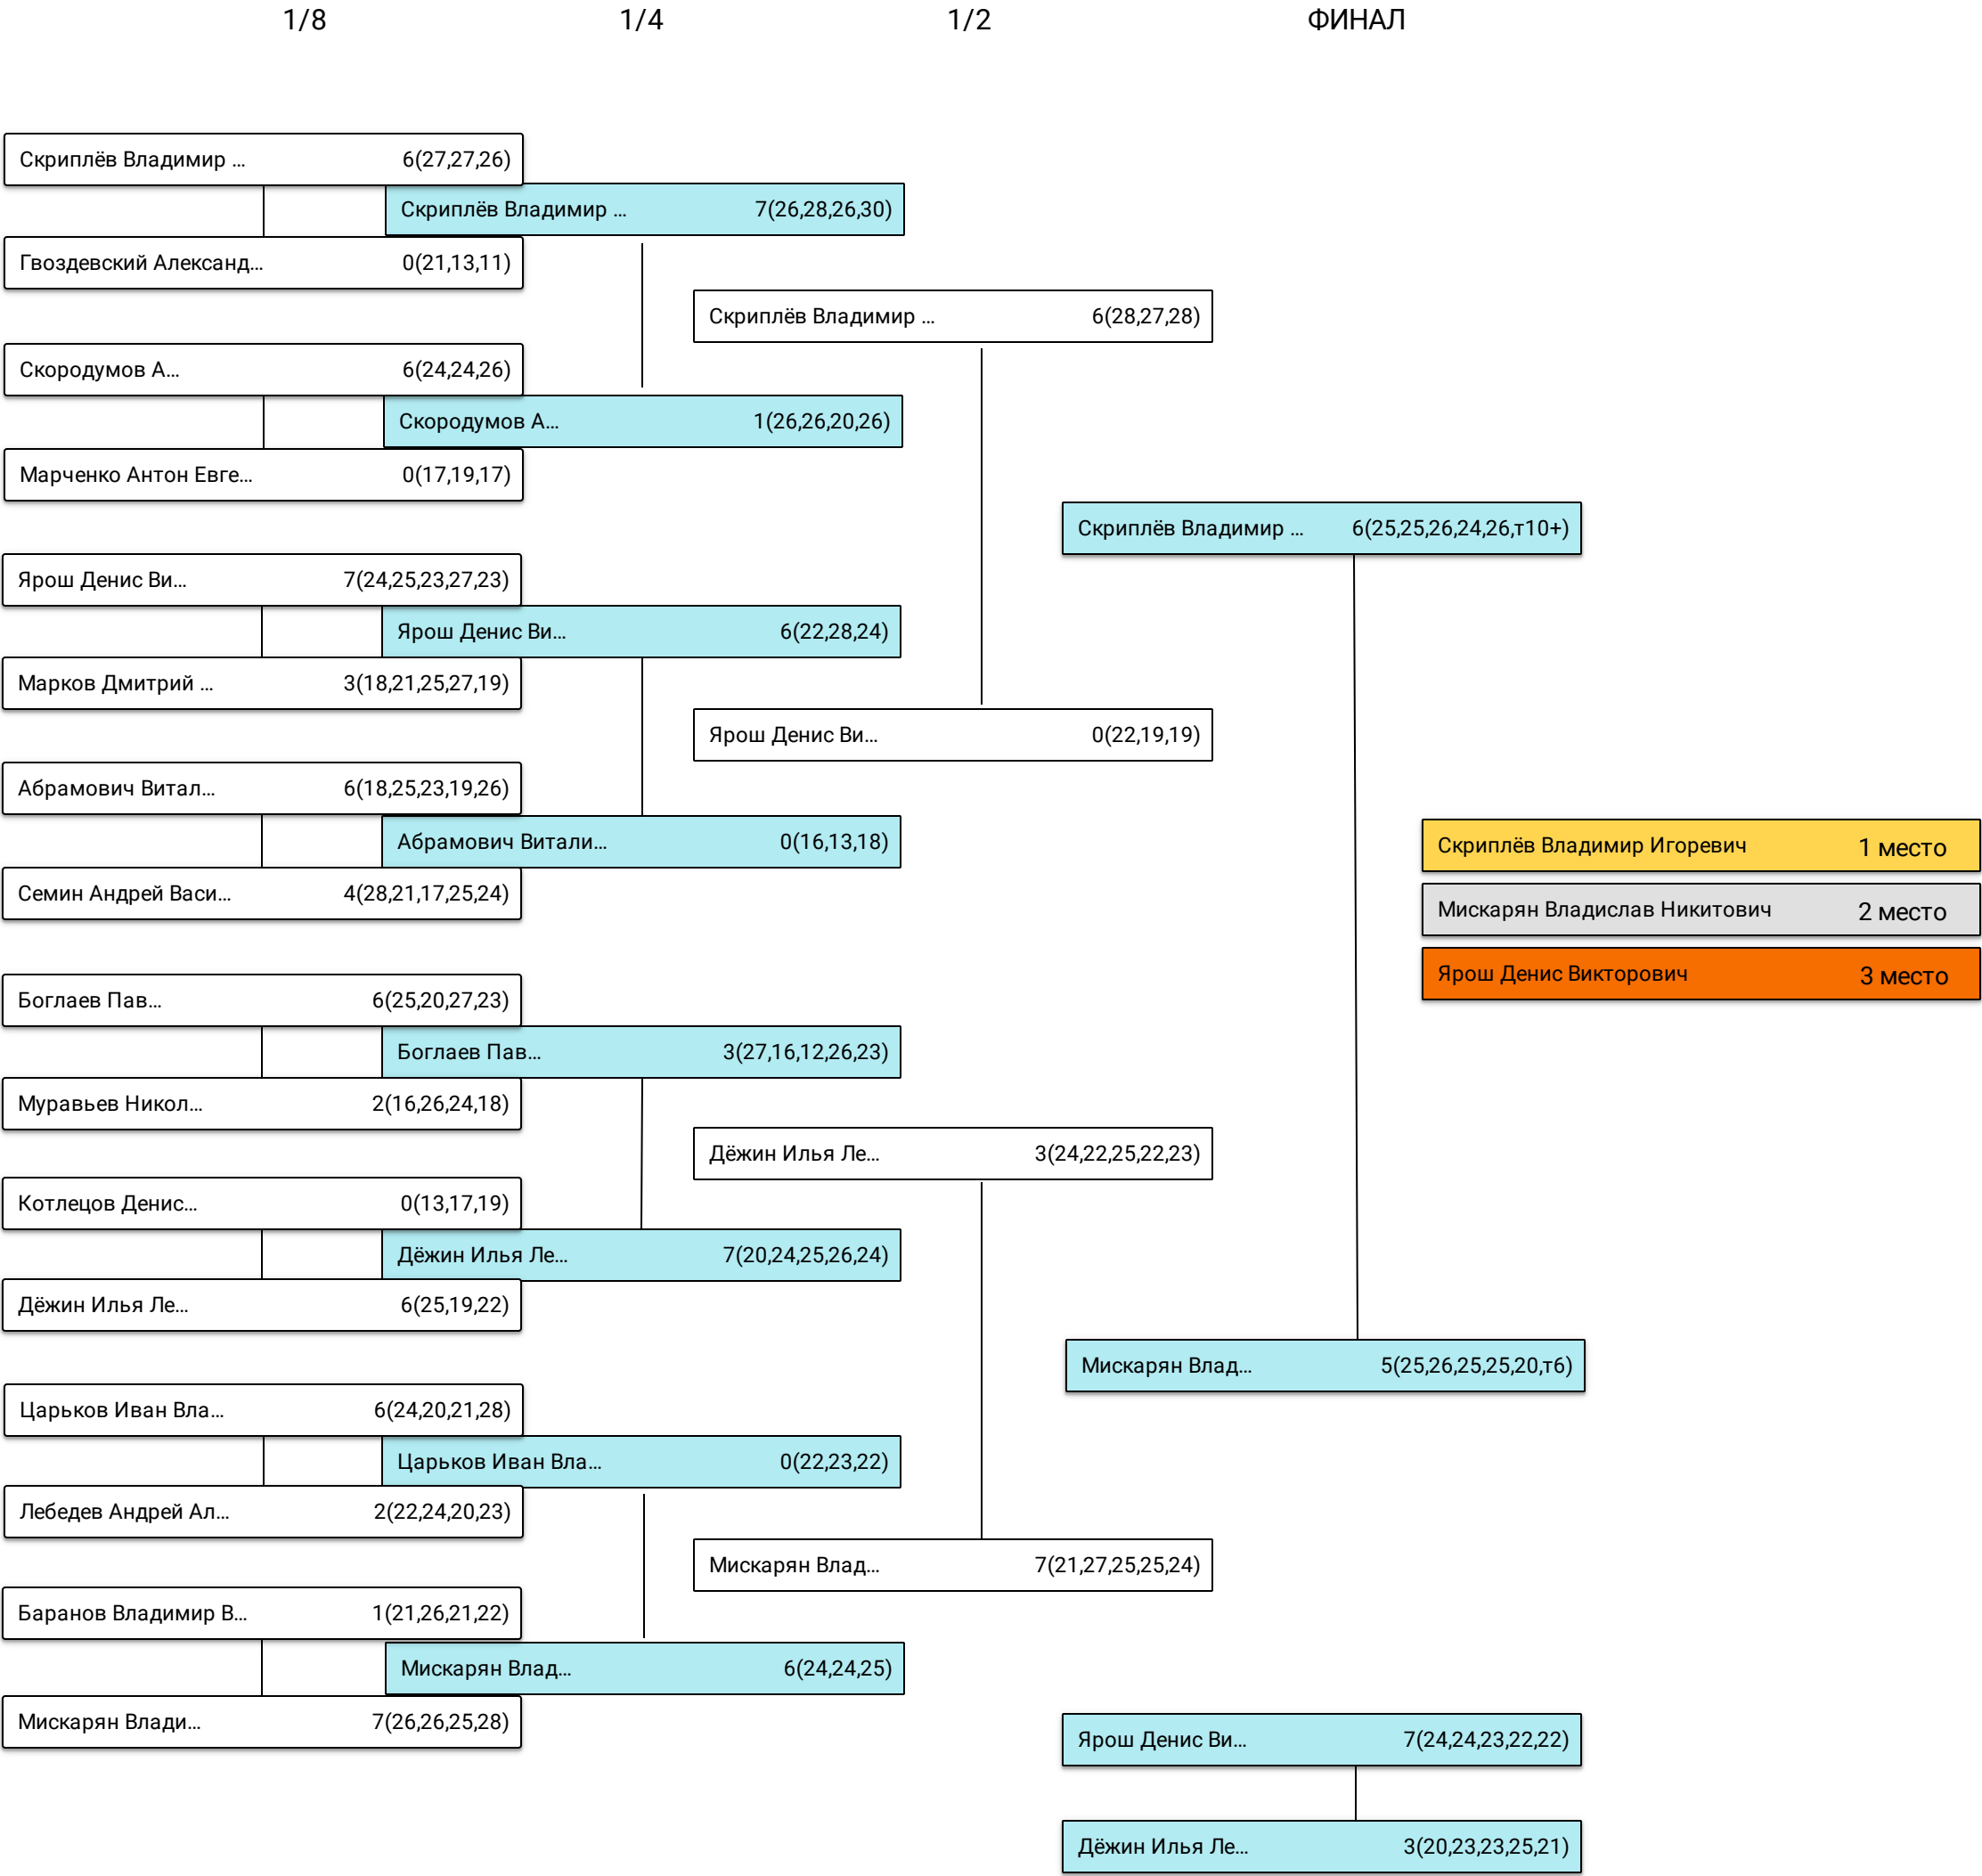 1/8 1/4 1/2 ФИНАЛ
Скриплёв Владимир ... 6(27,27,26)
Скриплёв Владимир ... 7(26,28,26,30)
Гвоздевский Александ... 0(21,13,11)
Скриплёв Владимир ... 6(28,27,28)
Скородумов А... 6(24,24,26)
Скородумов А... 1(26,26,20,26)
Марченко Антон Евге... 0(17,19,17)
Скриплёв Владимир ... 6(25,25,26,24,26,т10+)
Ярош Денис Ви... 7(24,25,23,27,23)
Ярош Денис Ви... 6(22,28,24)
Марков Дмитрий ... 3(18,21,25,27,19)
Ярош Денис Ви... 0(22,19,19)
Абрамович Витал... 6(18,25,23,19,26)
Абрамович Витали... 0(16,13,18)
Скриплёв Владимир Игоревич 1 место
Семин Андрей Васи... 4(28,21,17,25,24)
Мискарян Владислав Никитович 2 место
Ярош Денис Викторович 3 место
Боглаев Пав... 6(25,20,27,23)
Боглаев Пав... 3(27,16,12,26,23)
Муравьев Никол... 2(16,26,24,18)
Дёжин Илья Ле... 3(24,22,25,22,23)
Котлецов Денис... 0(13,17,19)
Дёжин Илья Ле... 7(20,24,25,26,24)
Дёжин Илья Ле... 6(25,19,22)
Мискарян Влад... 5(25,26,25,25,20,т6)
Царьков Иван Вла... 6(24,20,21,28)
Царьков Иван Вла... 0(22,23,22)
Лебедев Андрей Ал... 2(22,24,20,23)
Мискарян Влад... 7(21,27,25,25,24)
Баранов Владимир В... 1(21,26,21,22)
Мискарян Влад... 6(24,24,25)
Мискарян Влади... 7(26,26,25,28)
Ярош Денис Ви... 7(24,24,23,22,22)
Дёжин Илья Ле... 3(20,23,23,25,21)